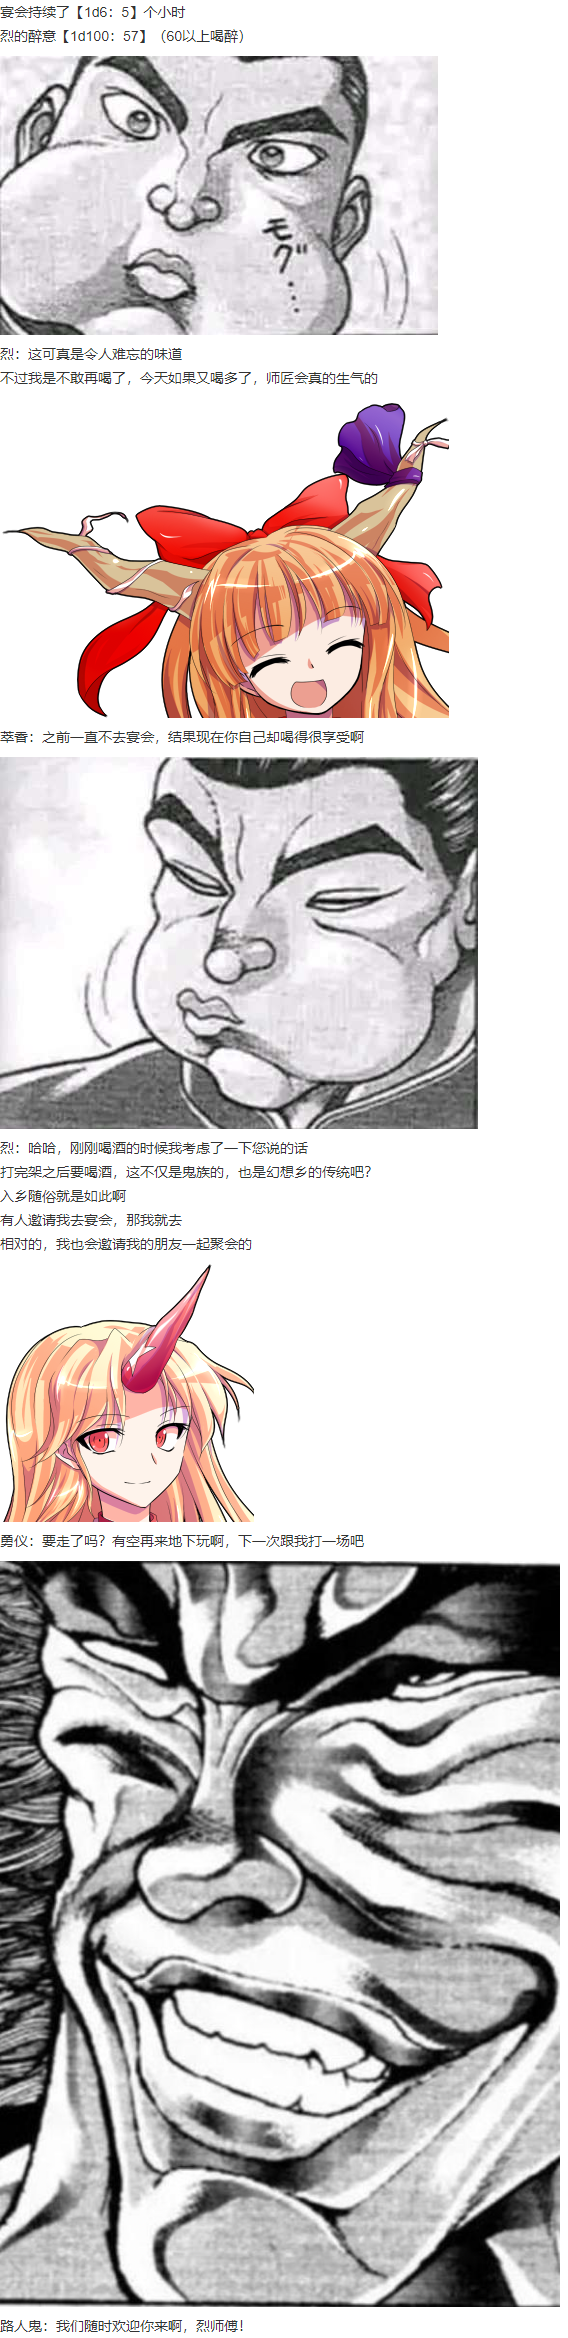 宴会持续了【1d6：5】个小时
烈的醉意【1d100：57】（60以上喝醉）
モグ…
烈：这可真是令人难忘的味道
不过我是不敢再喝了，今天如果又喝多了，师匠会真的生气的
萃香：之前一直不去宴会，结果现在你自己却喝得很享受啊
烈：哈哈，刚刚喝酒的时候我考虑了一下您说的话
打完架之后要喝酒，这不仅是鬼族的，也是幻想乡的传统吧？
入乡随俗就是如此啊
有人邀请我去宴会，那我就去
相对的，我也会邀请我的朋友一起聚会的
勇仪：要走了吗？有空再来地下玩啊，下一次跟我打一场吧
路人鬼：我们随时欢迎你来啊，烈师傅！